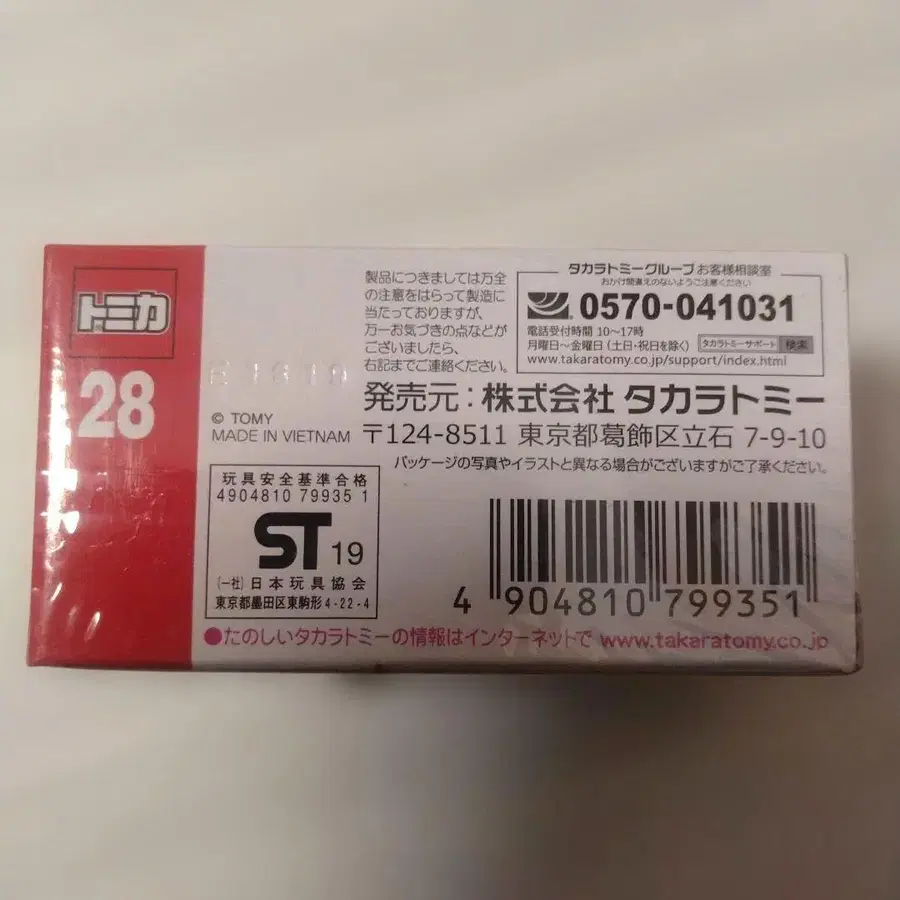 トミカ
28
© TOMY
MADE IN VIETNAM
製品につきましては万全
の注意をはらって製造に
当たっておりますが、
万一お気づきの点などが
ございましたら、
右記までご連絡ください。
タカラトミーグループ お客様相談室
おかけ間違えのないようご注意ください
0570-041031
電話受付時間 10〜17時
月曜日〜金曜日 (土日・祝日を除く) タカラトミーサポート 検索
www.takaratomy.co.jp/support/index.html
発売元:株式会社 タカラトミー
〒124-8511 東京都葛飾区立石 7-9-10
パッケージの写真やイラストと異なる場合がございますがご了承ください。
玩具安全基準合格
4904810 79935 1
ST 19
(一社) 日本玩具協会
東京都墨田区東駒形4-22-4
4 904810 799351
●たのしいタカラトミーの情報はインターネットで www.takaratomy.co.jp